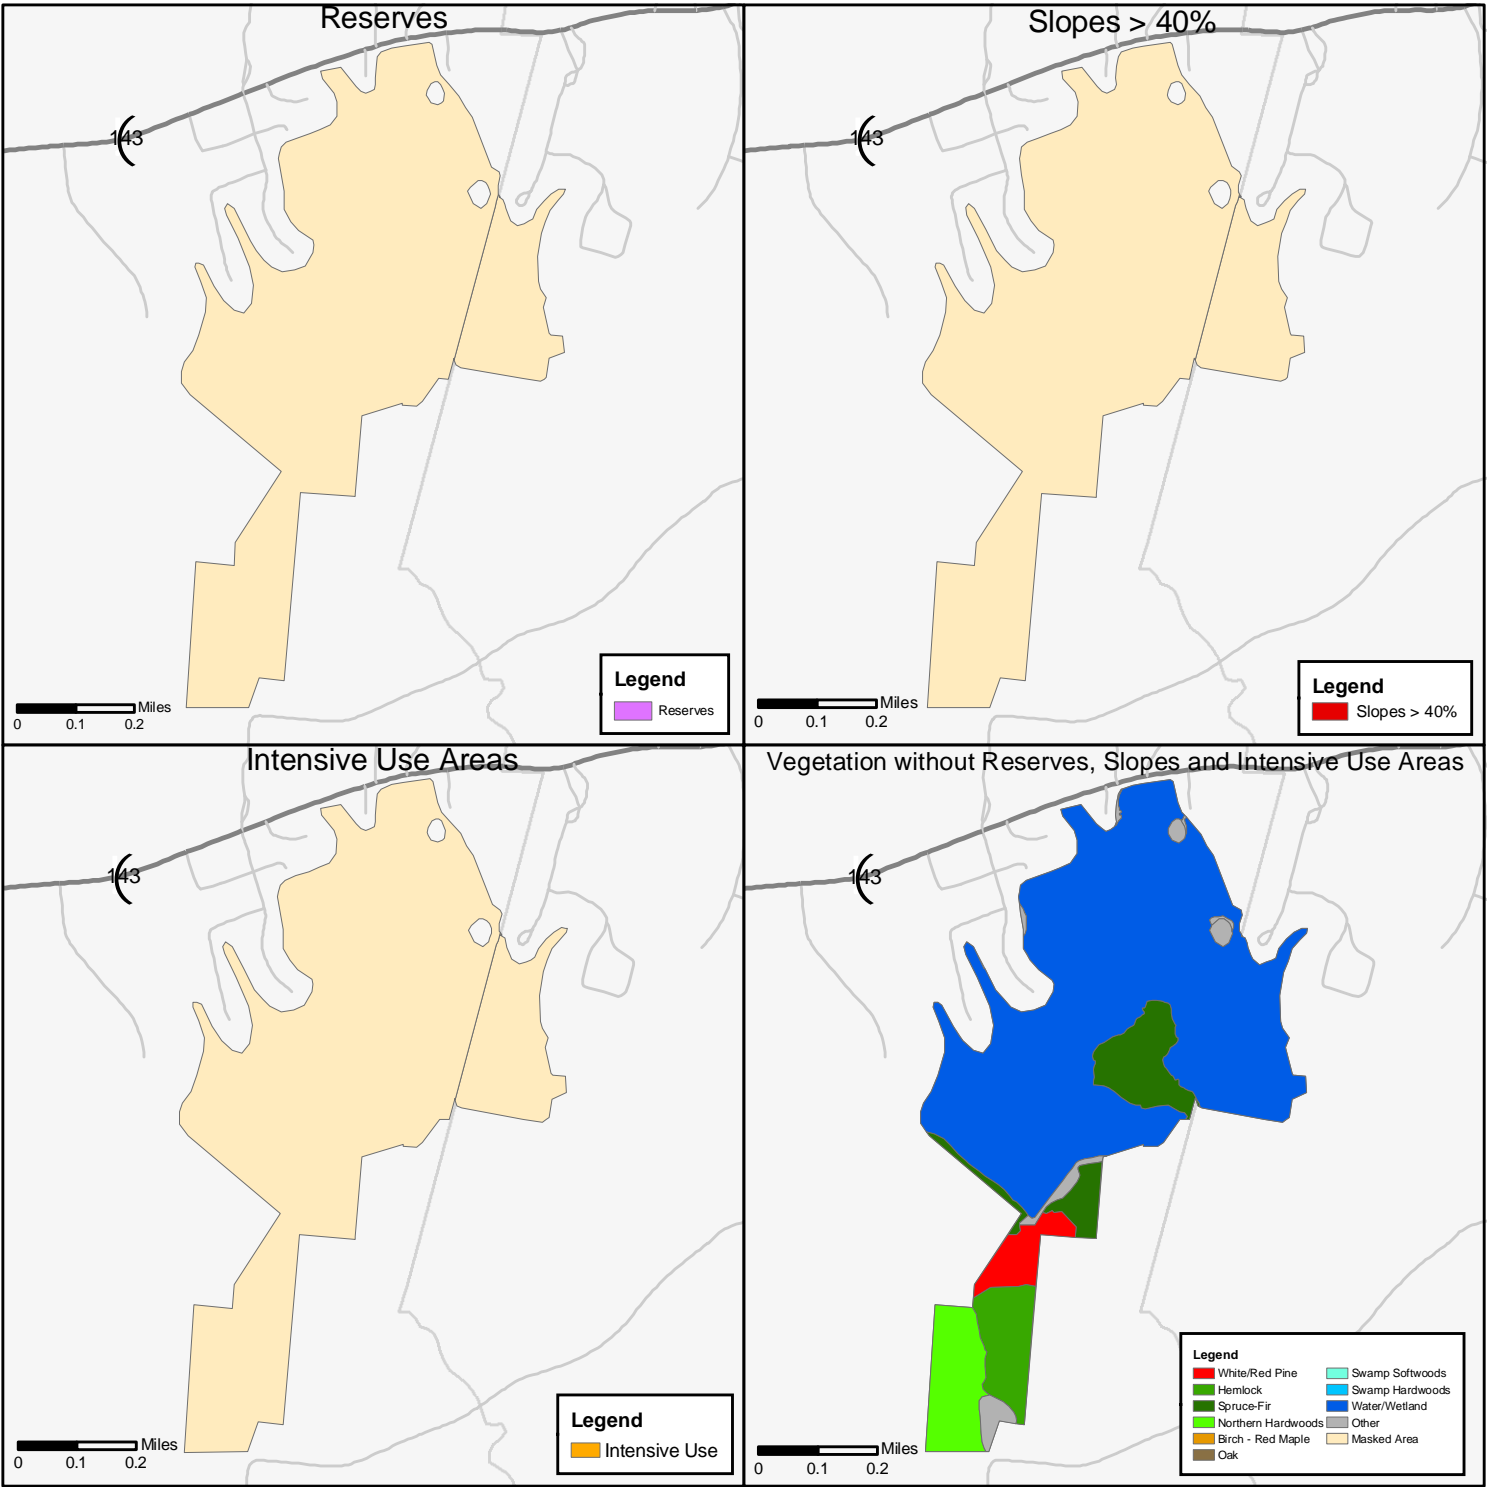 Reserves
143
Legend
Reserves
Miles
0 0.1 0.2
Slopes > 40%
143
Legend
Slopes > 40%
Miles
0 0.1 0.2
Intensive Use Areas
143
Legend
Intensive Use
Miles
0 0.1 0.2
Vegetation without Reserves, Slopes and Intensive Use Areas
143
Legend
White/Red Pine
Hemlock
Spruce-Fir
Northern Hardwoods
Birch - Red Maple
Oak
Swamp Softwoods
Swamp Hardwoods
Water/Wetland
Other
Masked Area
Miles
0 0.1 0.2